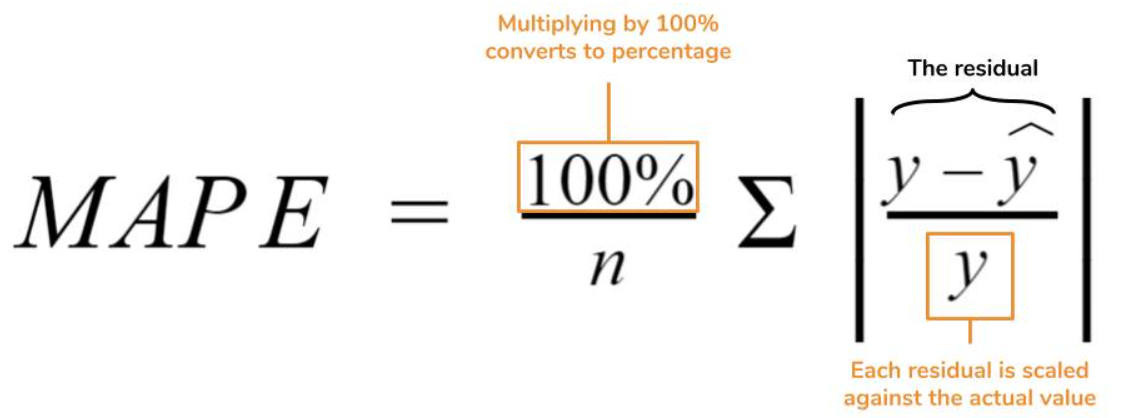 Multiplying by 100%
converts to percentage
The residual
MAPE = 100%/n Σ |(y − ŷ)/y|
Each residual is scaled
against the actual value